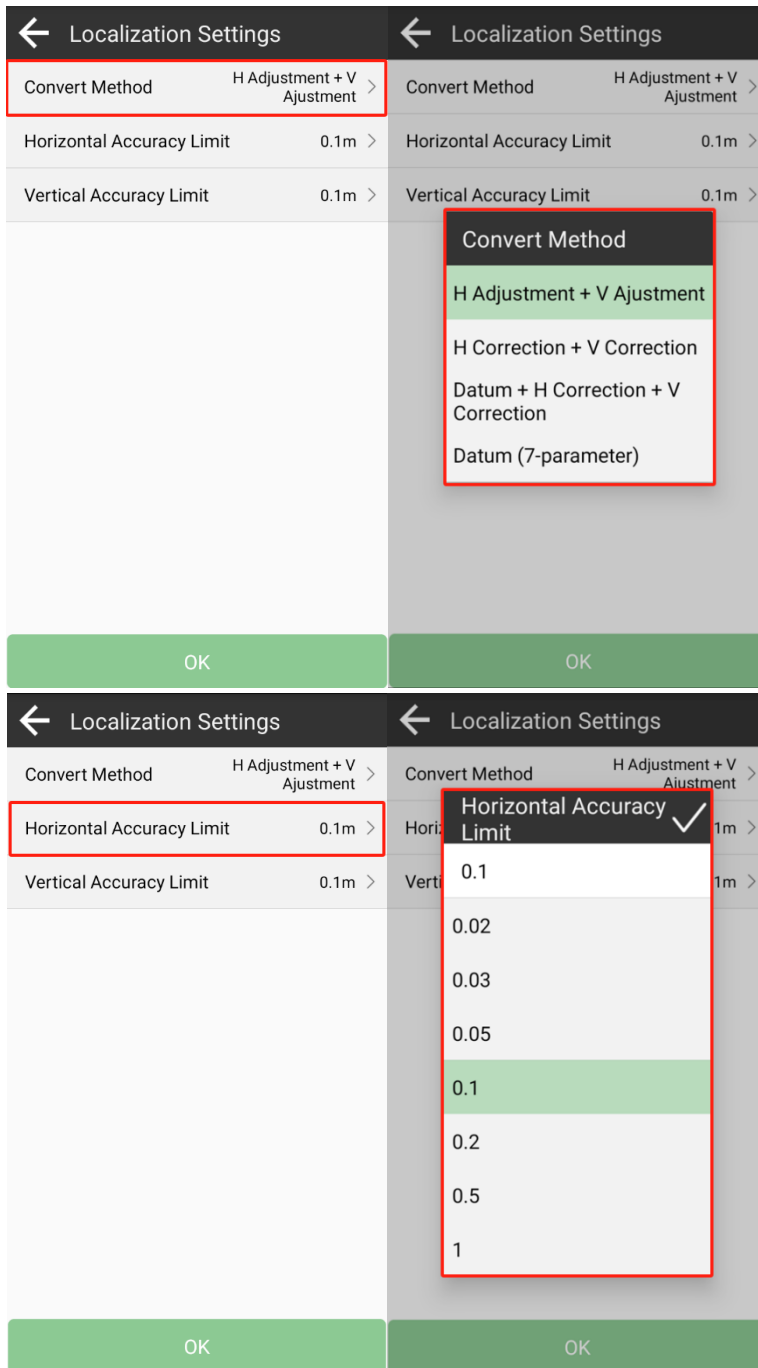 Localization Settings
Convert Method
H Adjustment + V
Ajustment
Horizontal Accuracy Limit
0.1m
Vertical Accuracy Limit
0.1m
OK
Localization Settings
Convert Method
H Adjustment + V
Ajustment
Horizontal Accuracy Limit
0.1m
Vertical Accuracy Limit
0.1m
Convert Method
H Adjustment + V Ajustment
H Correction + V Correction
Datum + H Correction + V
Correction
Datum (7-parameter)
OK
Localization Settings
Convert Method
H Adjustment + V
Ajustment
Horizontal Accuracy Limit
0.1m
Vertical Accuracy Limit
0.1m
OK
Localization Settings
Convert Method
H Adjustment + V
Ajustment
Hori
1m
Verti
1m
Horizontal Accuracy
Limit
0.1
0.02
0.03
0.05
0.1
0.2
0.5
1
OK